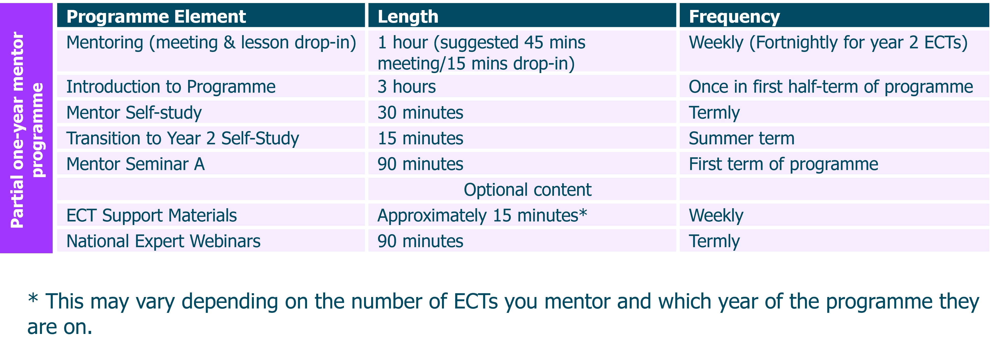 Partial one-year mentor
programme
Programme Element Length Frequency
Mentoring (meeting & lesson drop-in) 1 hour (suggested 45 mins Weekly (Fortnightly for year 2 ECTs)
meeting/15 mins drop-in)
Introduction to Programme 3 hours Once in first half-term of programme
Mentor Self-study 30 minutes Termly
Transition to Year 2 Self-Study 15 minutes Summer term
Mentor Seminar A 90 minutes First term of programme
Optional content
ECT Support Materials Approximately 15 minutes* Weekly
National Expert Webinars 90 minutes Termly
* This may vary depending on the number of ECTs you mentor and which year of the programme they
are on.